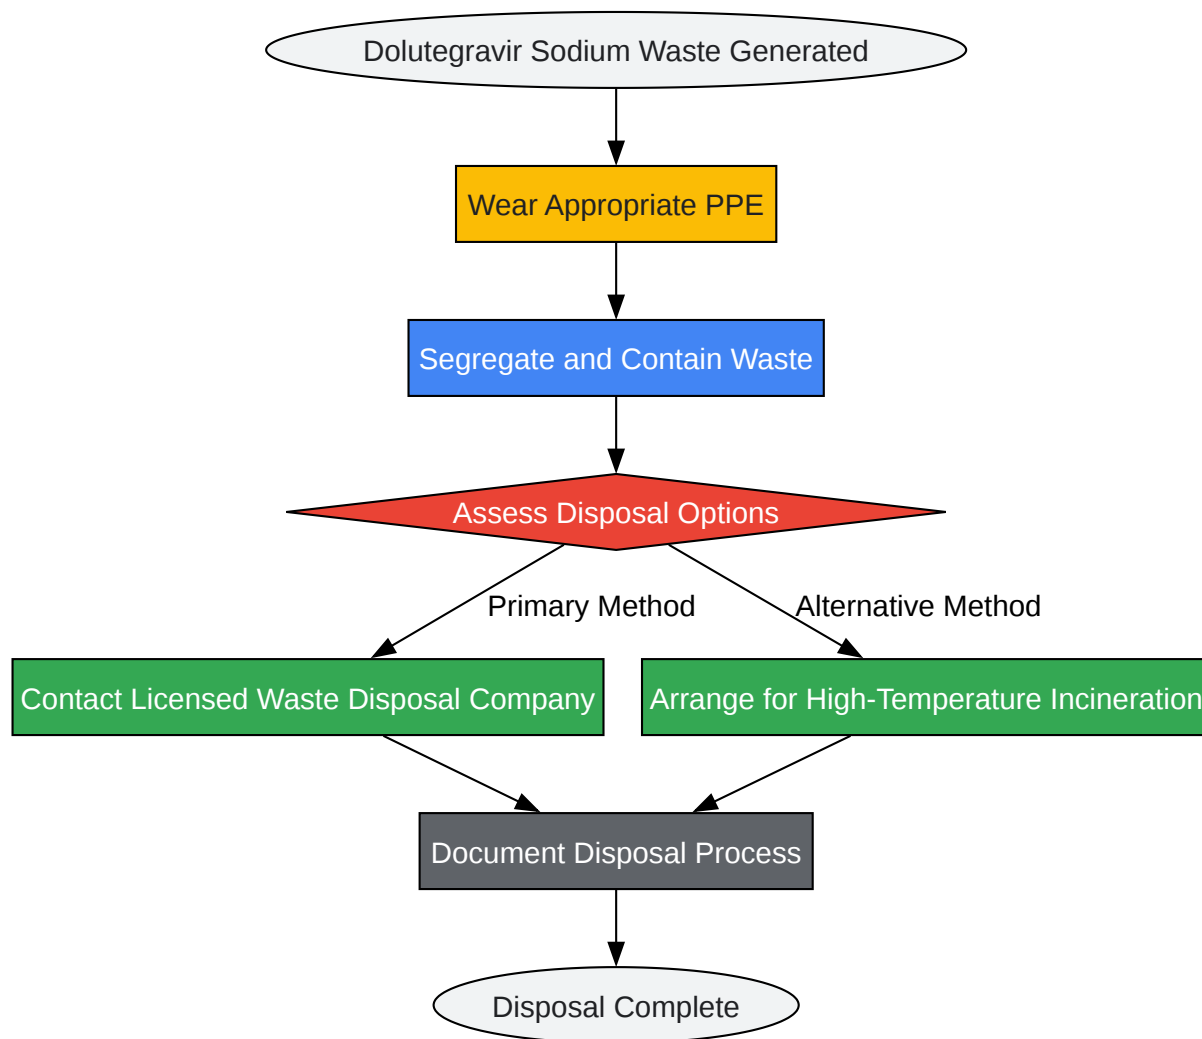 Dolutegravir Sodium Waste Generated
Wear Appropriate PPE
Segregate and Contain Waste
Assess Disposal Options
Primary Method
Alternative Method
Contact Licensed Waste Disposal Company
Arrange for High-Temperature Incineration
Document Disposal Process
Disposal Complete